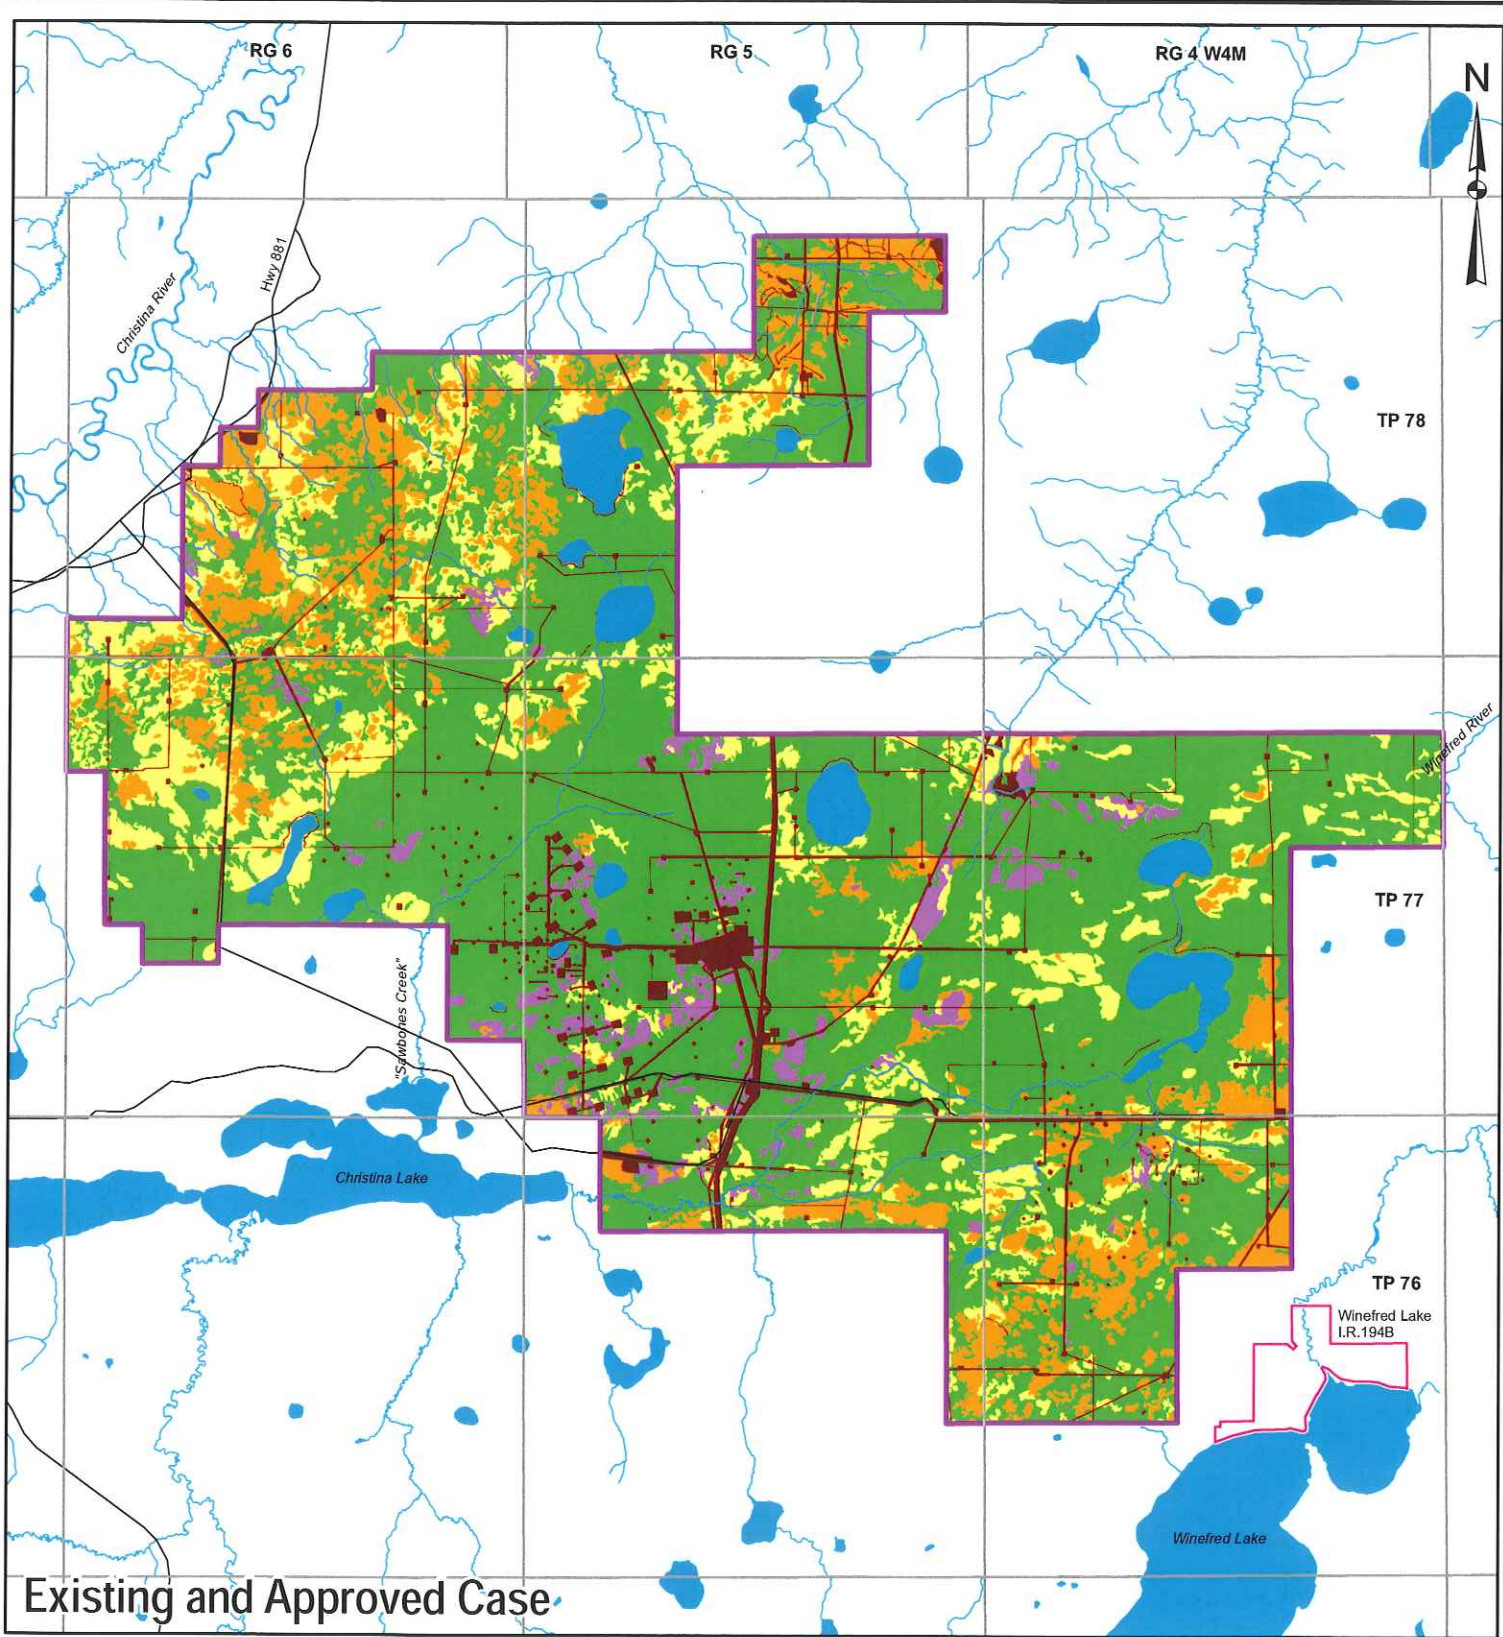 RG 6
RG 5
RG 4 W4M
N
Hwy 881
Christina River
TP 78
Winefred River
TP 77
"Sawbones Creek"
Christina Lake
TP 76
Winefred Lake
I.R.194B
Winefred Lake
Existing and Approved Case